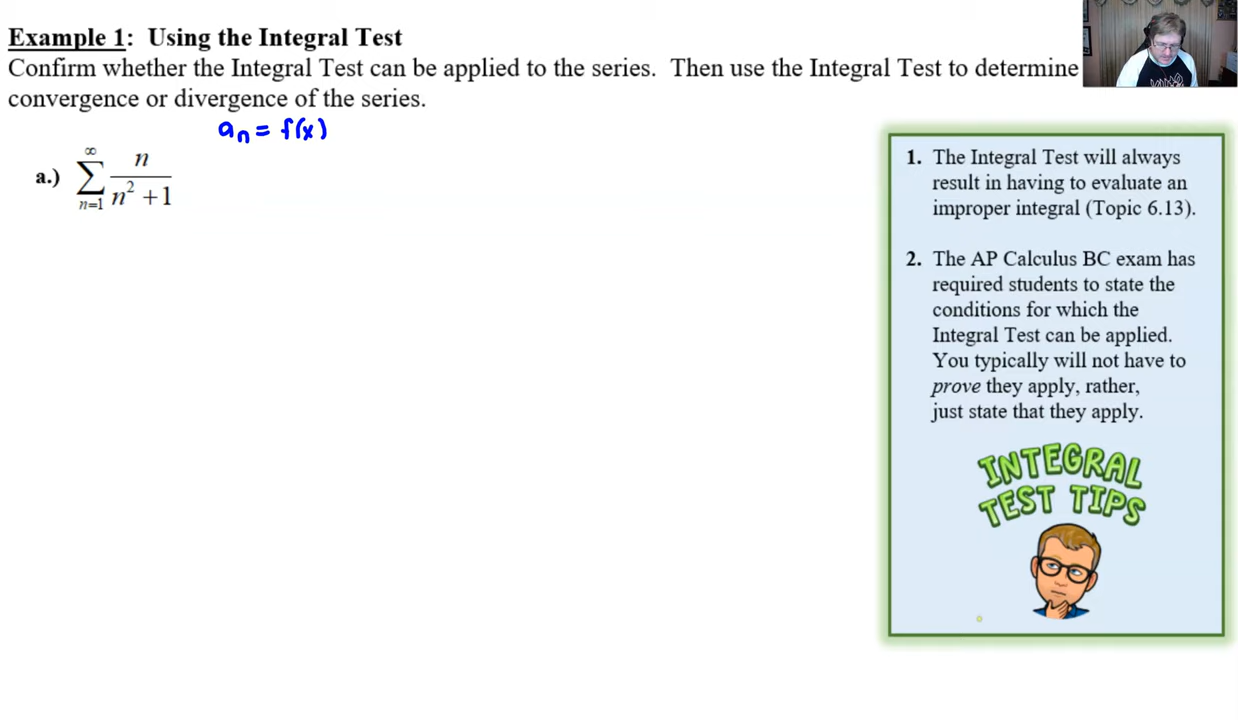 Example 1: Using the Integral Test
Confirm whether the Integral Test can be applied to the series. Then use the Integral Test to determine
convergence or divergence of the series.
aₙ = f(x)
a.) ∑_{n=1}^{∞} n/(n² + 1)
1. The Integral Test will always
result in having to evaluate an
improper integral (Topic 6.13).
2. The AP Calculus BC exam has
required students to state the
conditions for which the
Integral Test can be applied.
You typically will not have to
prove they apply, rather,
just state that they apply.
INTEGRAL
TEST TIPS